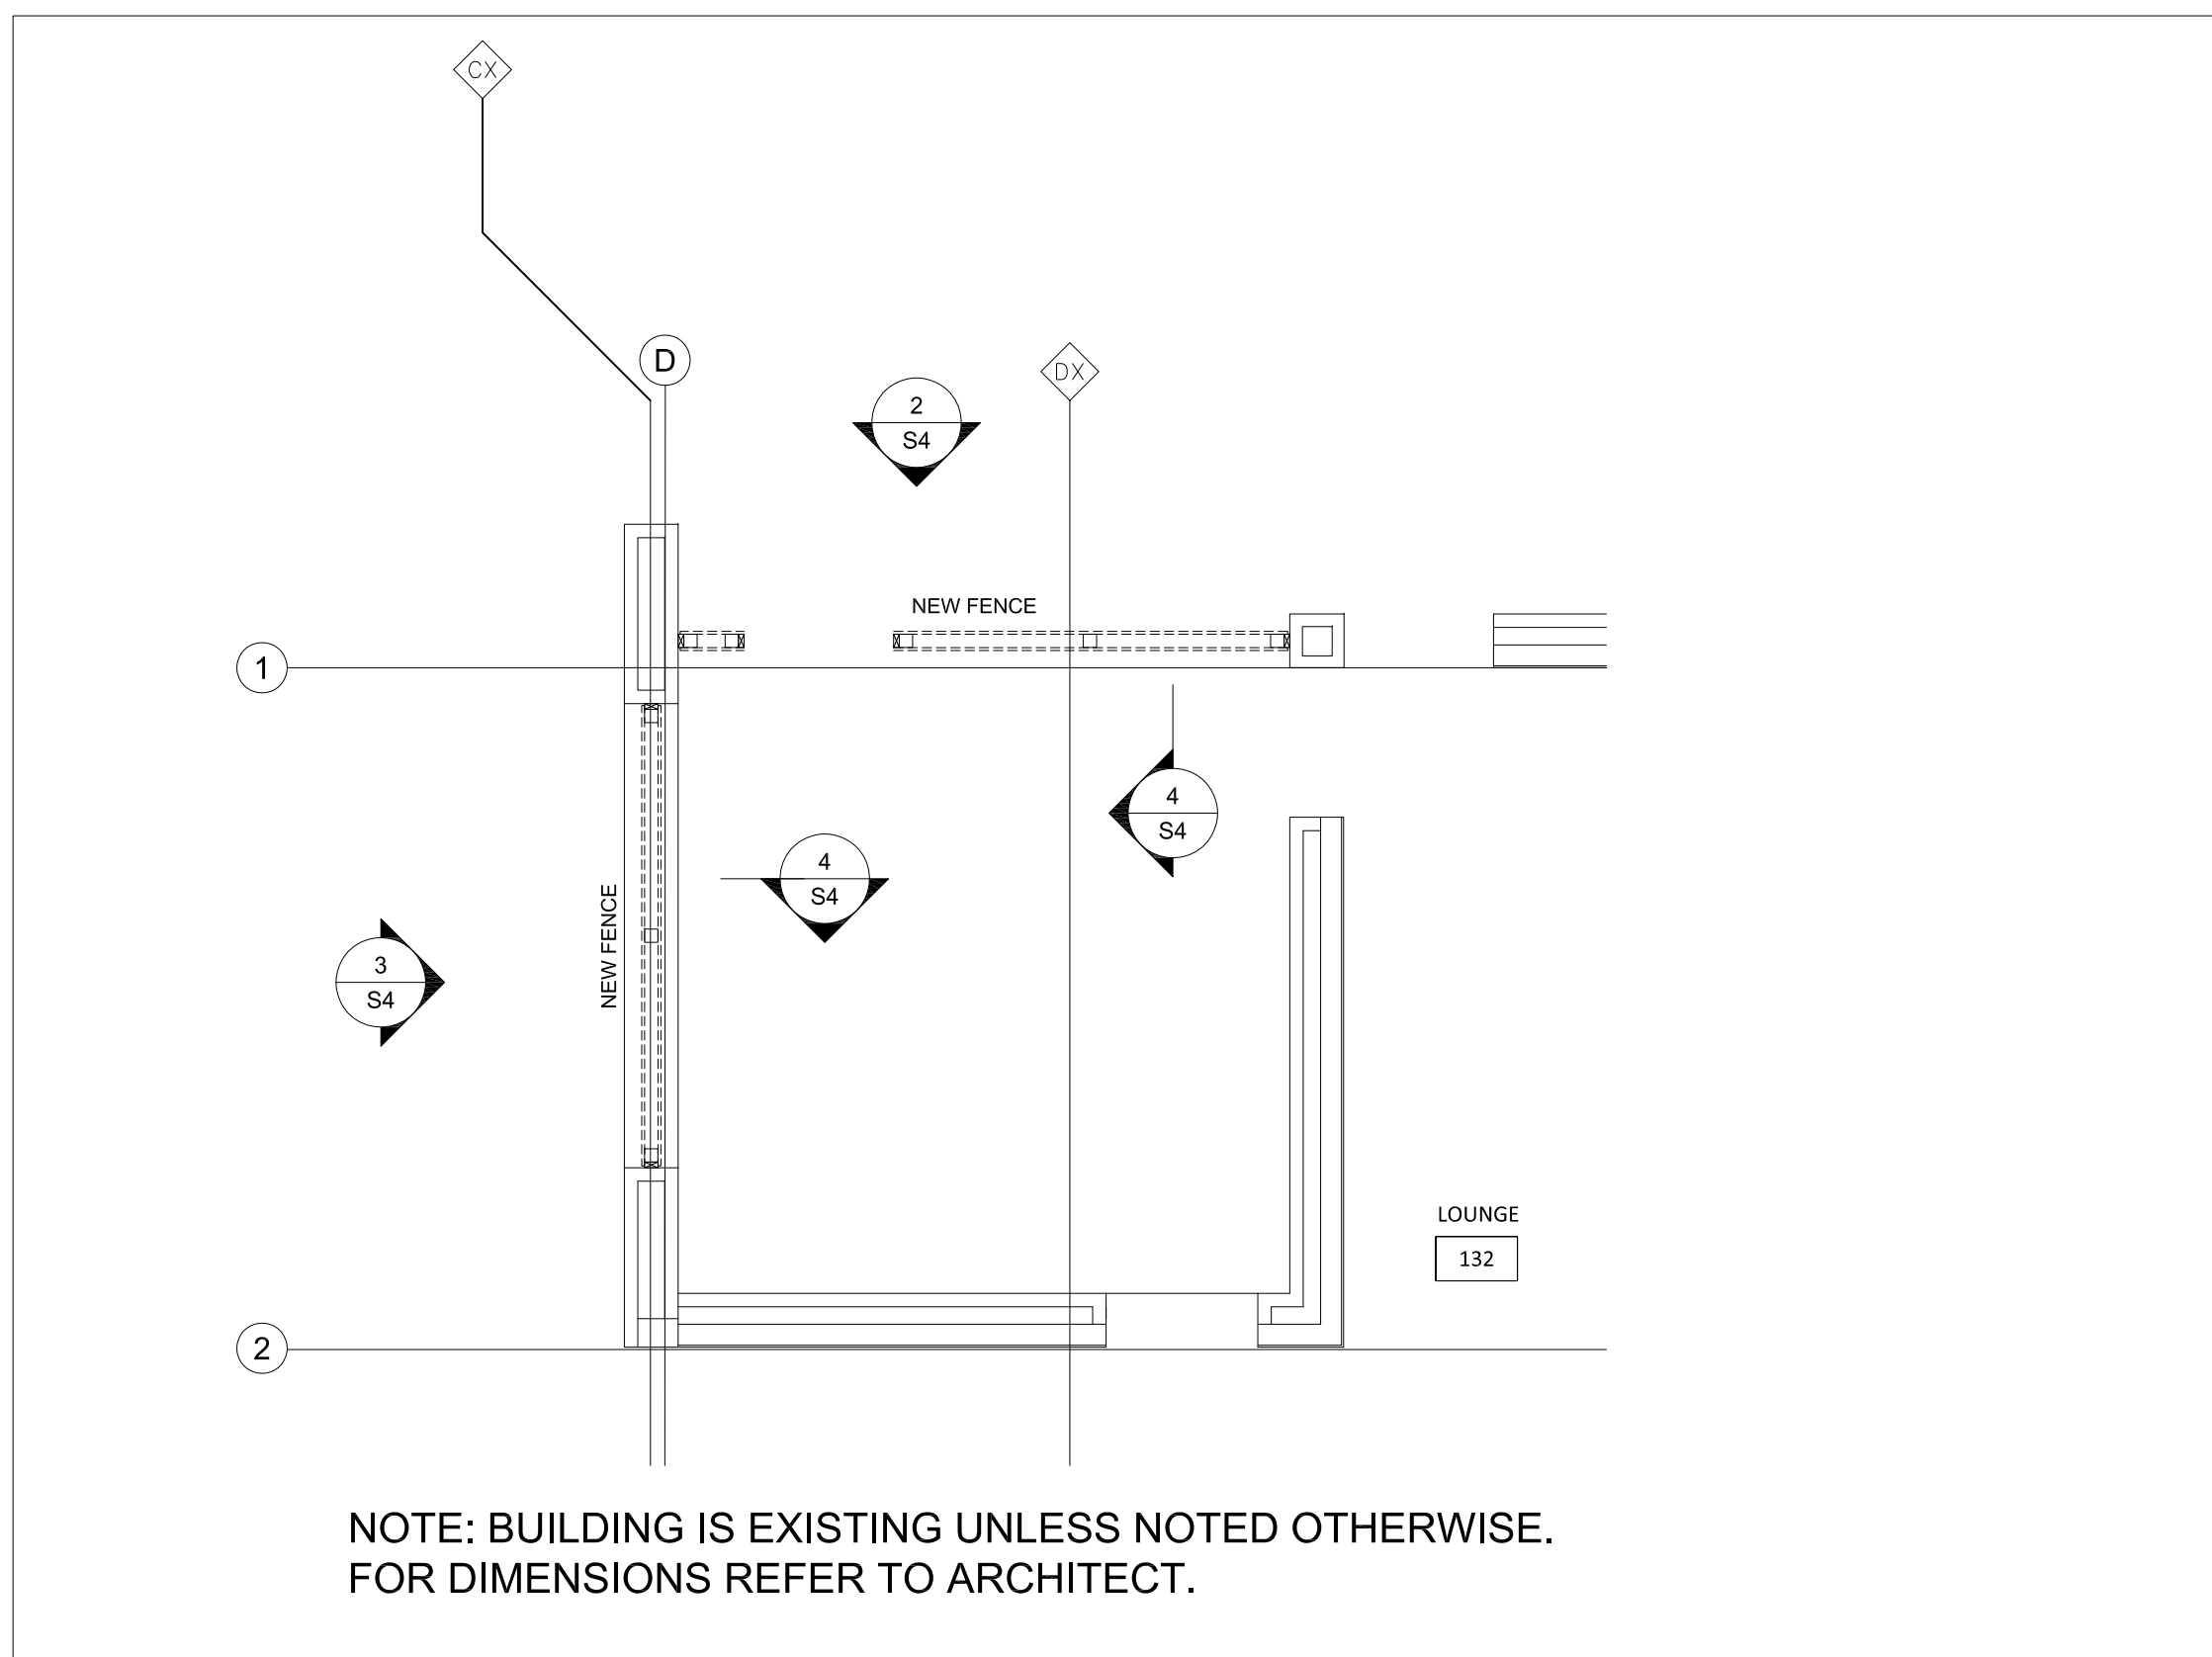 CX
D
DX
2
S4
NEW FENCE
1
4
S4
4
S4
NEW FENCE
3
S4
LOUNGE
132
2
NOTE: BUILDING IS EXISTING UNLESS NOTED OTHERWISE.
FOR DIMENSIONS REFER TO ARCHITECT.